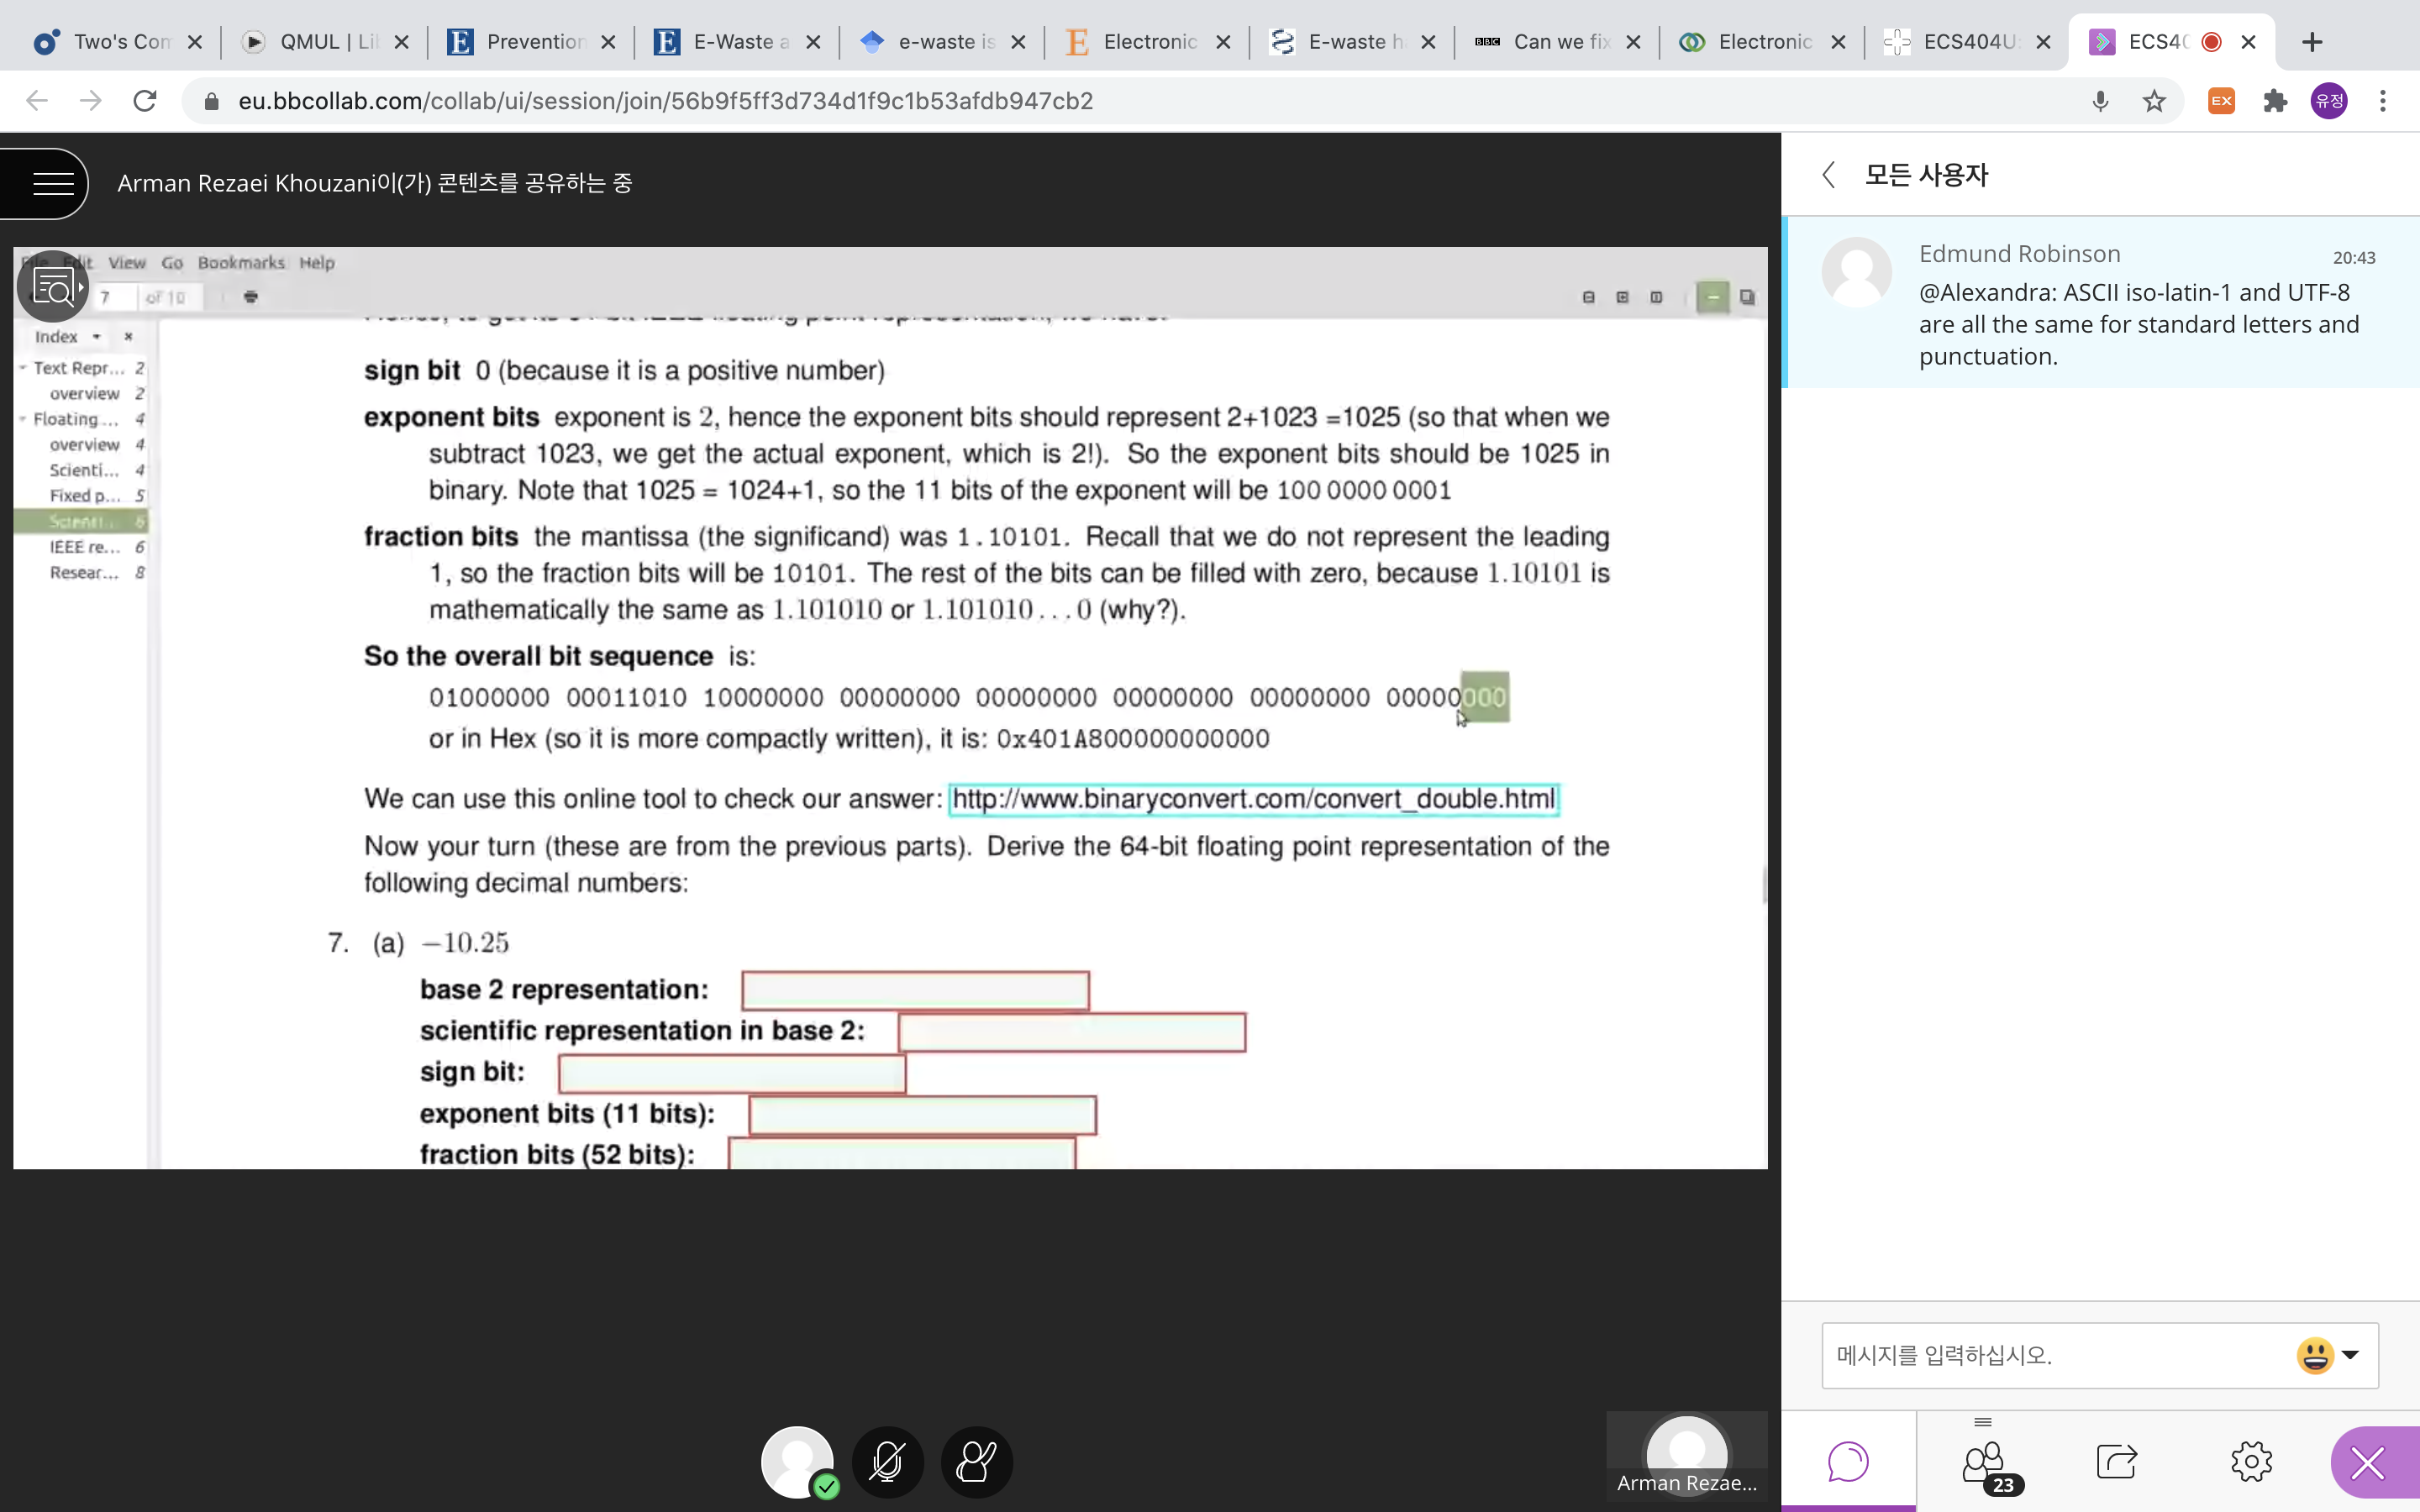 Two's Com
QMUL | Li
Prevention
E-Waste a
e-waste is
Electronic
E-waste h
BBC
Can we fix
Electronic
ECS404U:
ECS40
eu.bbcollab.com/collab/ui/session/join/56b9f5ff3d734d1f9c1b53afdb947cb2
EX
유정
Arman Rezaei Khouzani이(가) 콘텐츠를 공유하는 중
File Edit View Go Bookmarks Help
7 of 10
Index
Text Repr... 2
overview 2
Floating ... 4
overview 4
Scienti... 4
Fixed p... 5
Scienti... 6
IEEE re... 6
Resear... 8
sign bit 0 (because it is a positive number)
exponent bits exponent is 2, hence the exponent bits should represent 2+1023 =1025 (so that when we
subtract 1023, we get the actual exponent, which is 2!). So the exponent bits should be 1025 in
binary. Note that 1025 = 1024+1, so the 11 bits of the exponent will be 100 0000 0001
fraction bits the mantissa (the significand) was 1.10101. Recall that we do not represent the leading
1, so the fraction bits will be 10101. The rest of the bits can be filled with zero, because 1.10101 is
mathematically the same as 1.101010 or 1.101010...0 (why?).
So the overall bit sequence is:
01000000 00011010 10000000 00000000 00000000 00000000 00000000 00000000
or in Hex (so it is more compactly written), it is: 0x401A800000000000
We can use this online tool to check our answer: http://www.binaryconvert.com/convert_double.html
Now your turn (these are from the previous parts). Derive the 64-bit floating point representation of the
following decimal numbers:
7. (a) −10.25
base 2 representation:
scientific representation in base 2:
sign bit:
exponent bits (11 bits):
fraction bits (52 bits):
Arman Rezae...
모든 사용자
Edmund Robinson 20:43
@Alexandra: ASCII iso-latin-1 and UTF-8
are all the same for standard letters and
punctuation.
메시지를 입력하십시오.
23